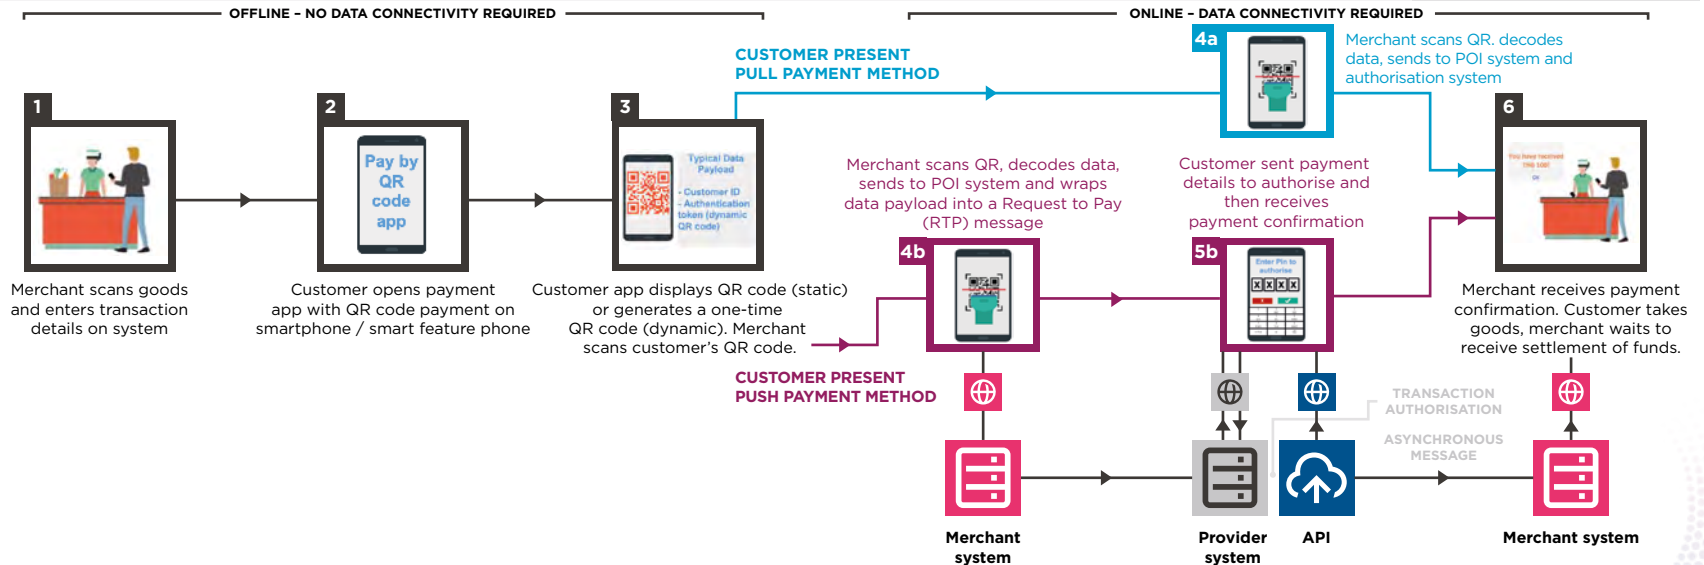 OFFLINE – NO DATA CONNECTIVITY REQUIRED
ONLINE – DATA CONNECTIVITY REQUIRED
CUSTOMER PRESENT
PULL PAYMENT METHOD
4a
Merchant scans QR. decodes
data, sends to POI system and
authorisation system
1
Merchant scans goods
and enters transaction
details on system
2
Pay by
QR
code
app
Customer opens payment
app with QR code payment on
smartphone / smart feature phone
3
Typical Data
Payload
- Customer ID
- Authentication
token (dynamic
QR code)
Customer app displays QR code (static)
or generates a one-time
QR code (dynamic). Merchant
scans customer's QR code.
CUSTOMER PRESENT
PUSH PAYMENT METHOD
Merchant scans QR, decodes data,
sends to POI system and wraps
data payload into a Request to Pay
(RTP) message
4b
Customer sent payment
details to authorise and
then receives
payment confirmation
5b
Enter Pin to
authorise
X X X X
6
You have received
Merchant receives payment
confirmation. Customer takes
goods, merchant waits to
receive settlement of funds.
TRANSACTION
AUTHORISATION
ASYNCHRONOUS
MESSAGE
Merchant
system
Provider
system
API
Merchant system